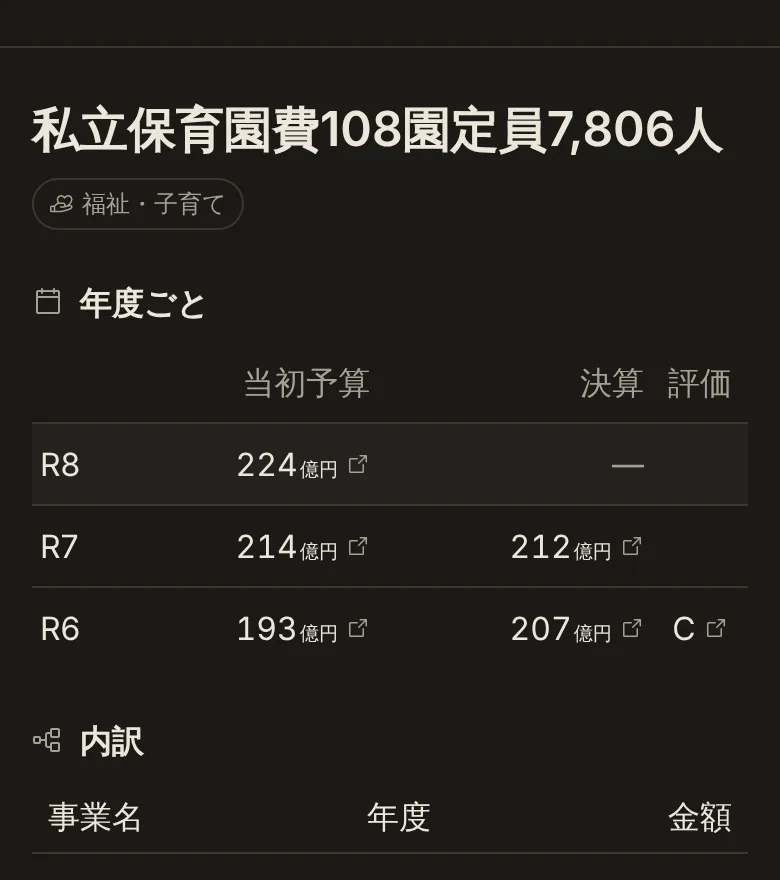 私立保育園費108園定員7,806人
福祉・子育て
年度ごと
当初予算 決算 評価
R8 224億円 —
R7 214億円 212億円
R6 193億円 207億円 C
内訳
事業名 年度 金額